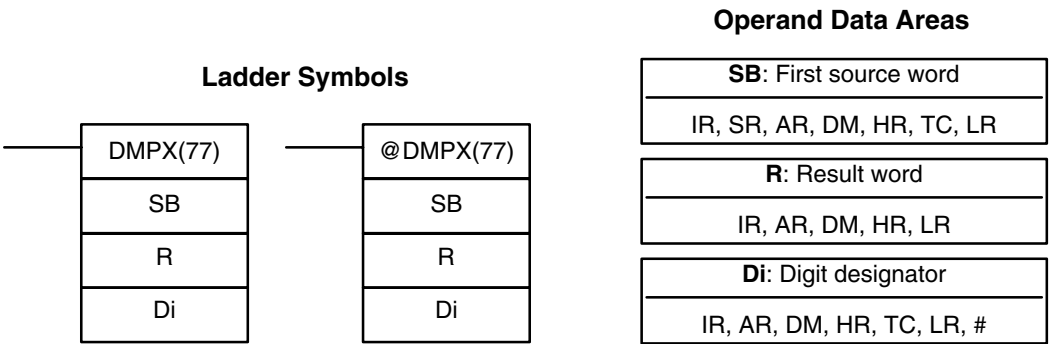 Ladder Symbols
DMPX(77)
SB
R
Di
@DMPX(77)
SB
R
Di
Operand Data Areas
SB: First source word
IR, SR, AR, DM, HR, TC, LR
R: Result word
IR, AR, DM, HR, LR
Di: Digit designator
IR, AR, DM, HR, TC, LR, #